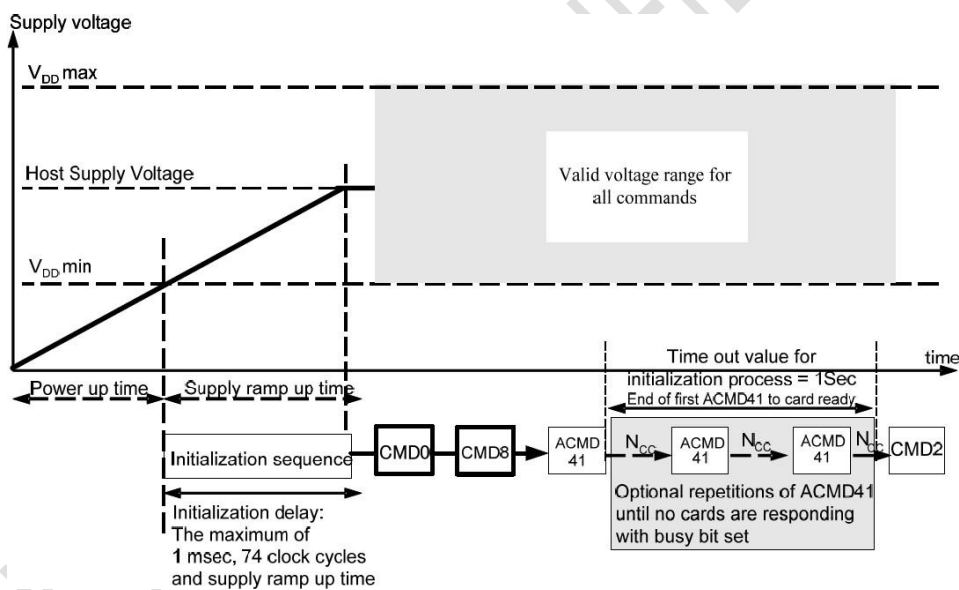 Supply voltage
V_DD max
Host Supply Voltage
Valid voltage range for
all commands
V_DD min
time
Power up time
Supply ramp up time
Time out value for
initialization process = 1Sec
End of first ACMD41 to card ready
Initialization sequence
CMD0
CMD8
ACMD
41
N_CC
ACMD
41
N_CC
ACMD
41
N_CC
CMD2
Optional repetitions of ACMD41
until no cards are responding
with busy bit set
Initialization delay:
The maximum of
1 msec, 74 clock cycles
and supply ramp up time